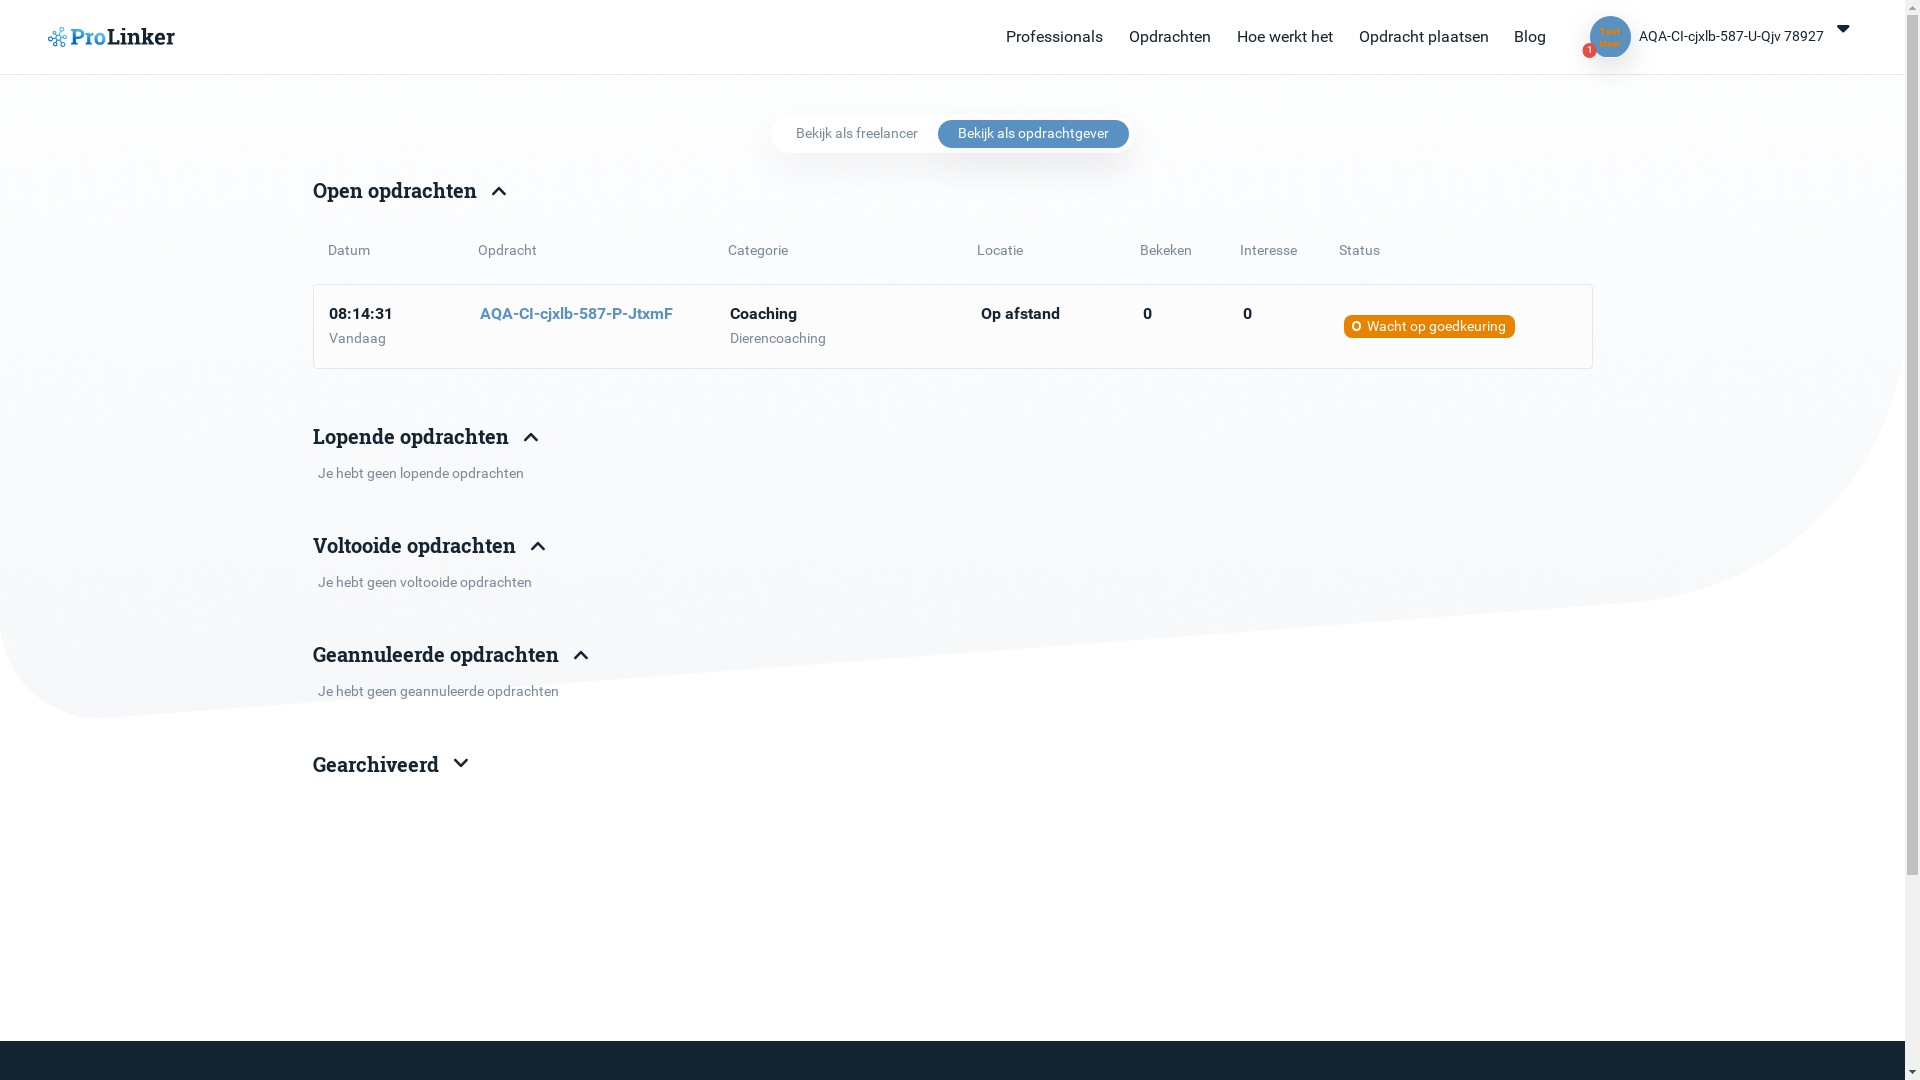 ProLinker
Professionals Opdrachten Hoe werkt het Opdracht plaatsen Blog
Test User
1
AQA-CI-cjxlb-587-U-Qjv 78927
Bekijk als freelancer Bekijk als opdrachtgever
Open opdrachten
Datum Opdracht Categorie Locatie Bekeken Interesse Status
08:14:31 AQA-CI-cjxlb-587-P-JtxmF Coaching Op afstand 0 0 Wacht op goedkeuring
Vandaag Dierencoaching
Lopende opdrachten
Je hebt geen lopende opdrachten
Voltooide opdrachten
Je hebt geen voltooide opdrachten
Geannuleerde opdrachten
Je hebt geen geannuleerde opdrachten
Gearchiveerd